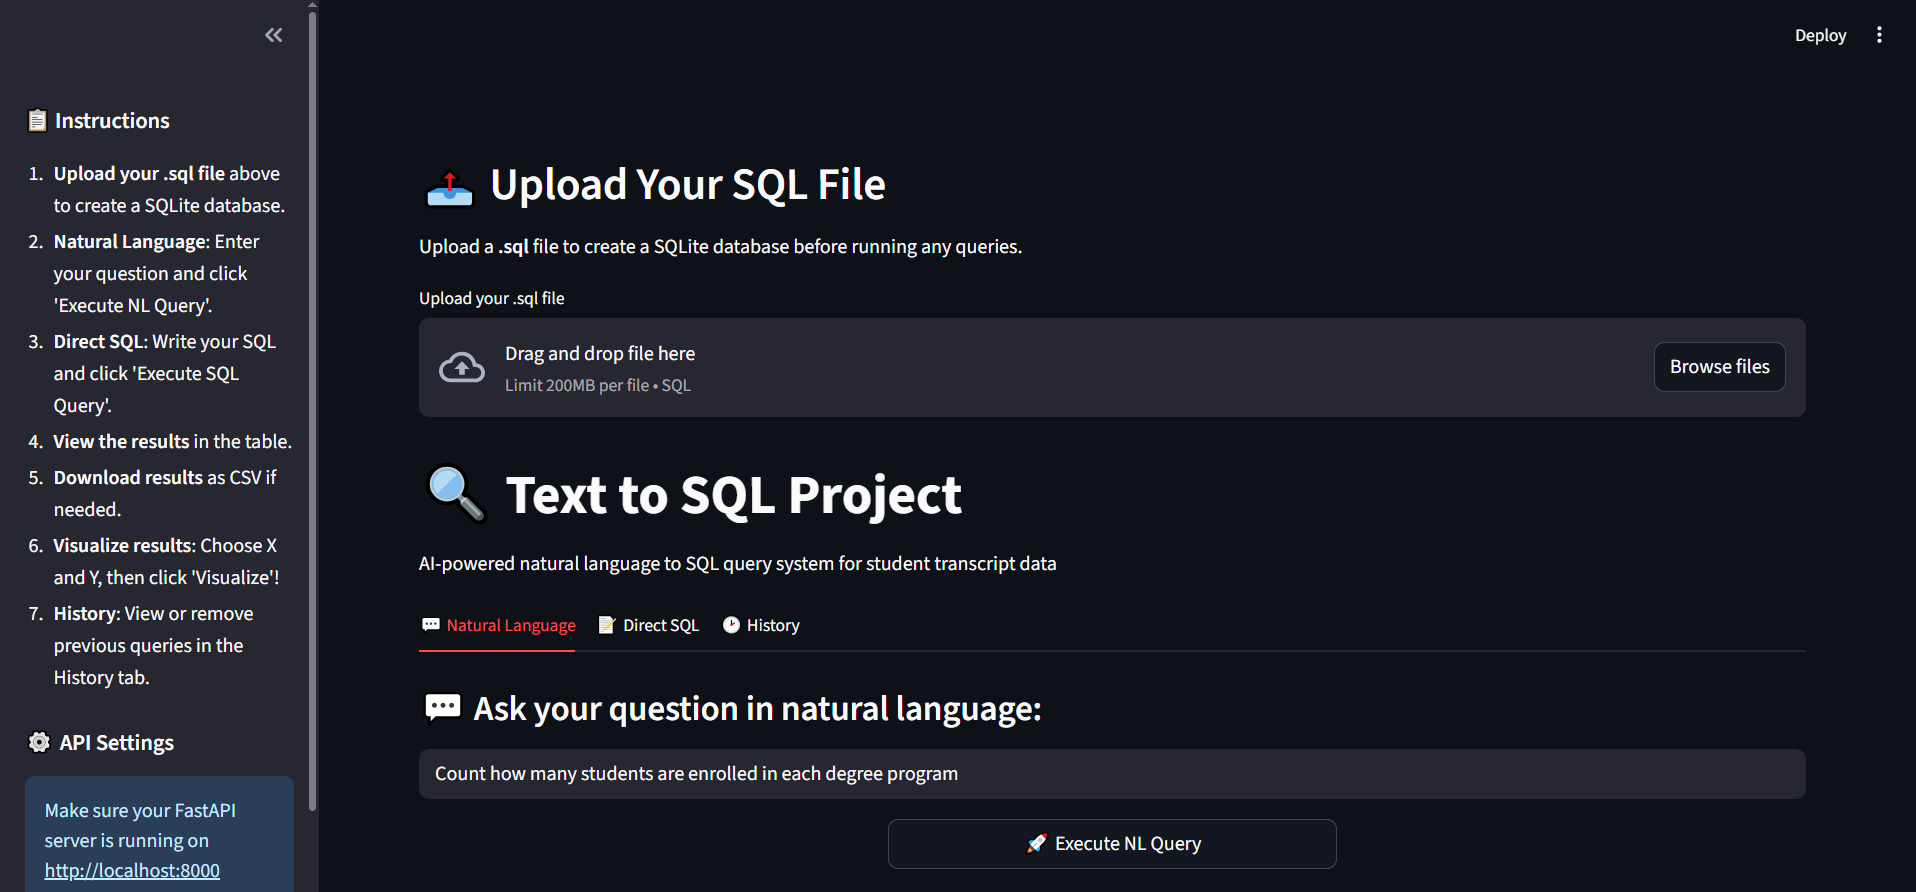 Instructions
1. Upload your .sql file above
to create a SQLite database.
2. Natural Language: Enter
your question and click
'Execute NL Query'.
3. Direct SQL: Write your SQL
and click 'Execute SQL
Query'.
4. View the results in the table.
5. Download results as CSV if
needed.
6. Visualize results: Choose X
and Y, then click 'Visualize'!
7. History: View or remove
previous queries in the
History tab.
API Settings
Make sure your FastAPI
server is running on
http://localhost:8000
Deploy
Upload Your SQL File
Upload a .sql file to create a SQLite database before running any queries.
Upload your .sql file
Drag and drop file here
Limit 200MB per file • SQL
Browse files
Text to SQL Project
AI-powered natural language to SQL query system for student transcript data
Natural Language Direct SQL History
Ask your question in natural language:
Count how many students are enrolled in each degree program
Execute NL Query